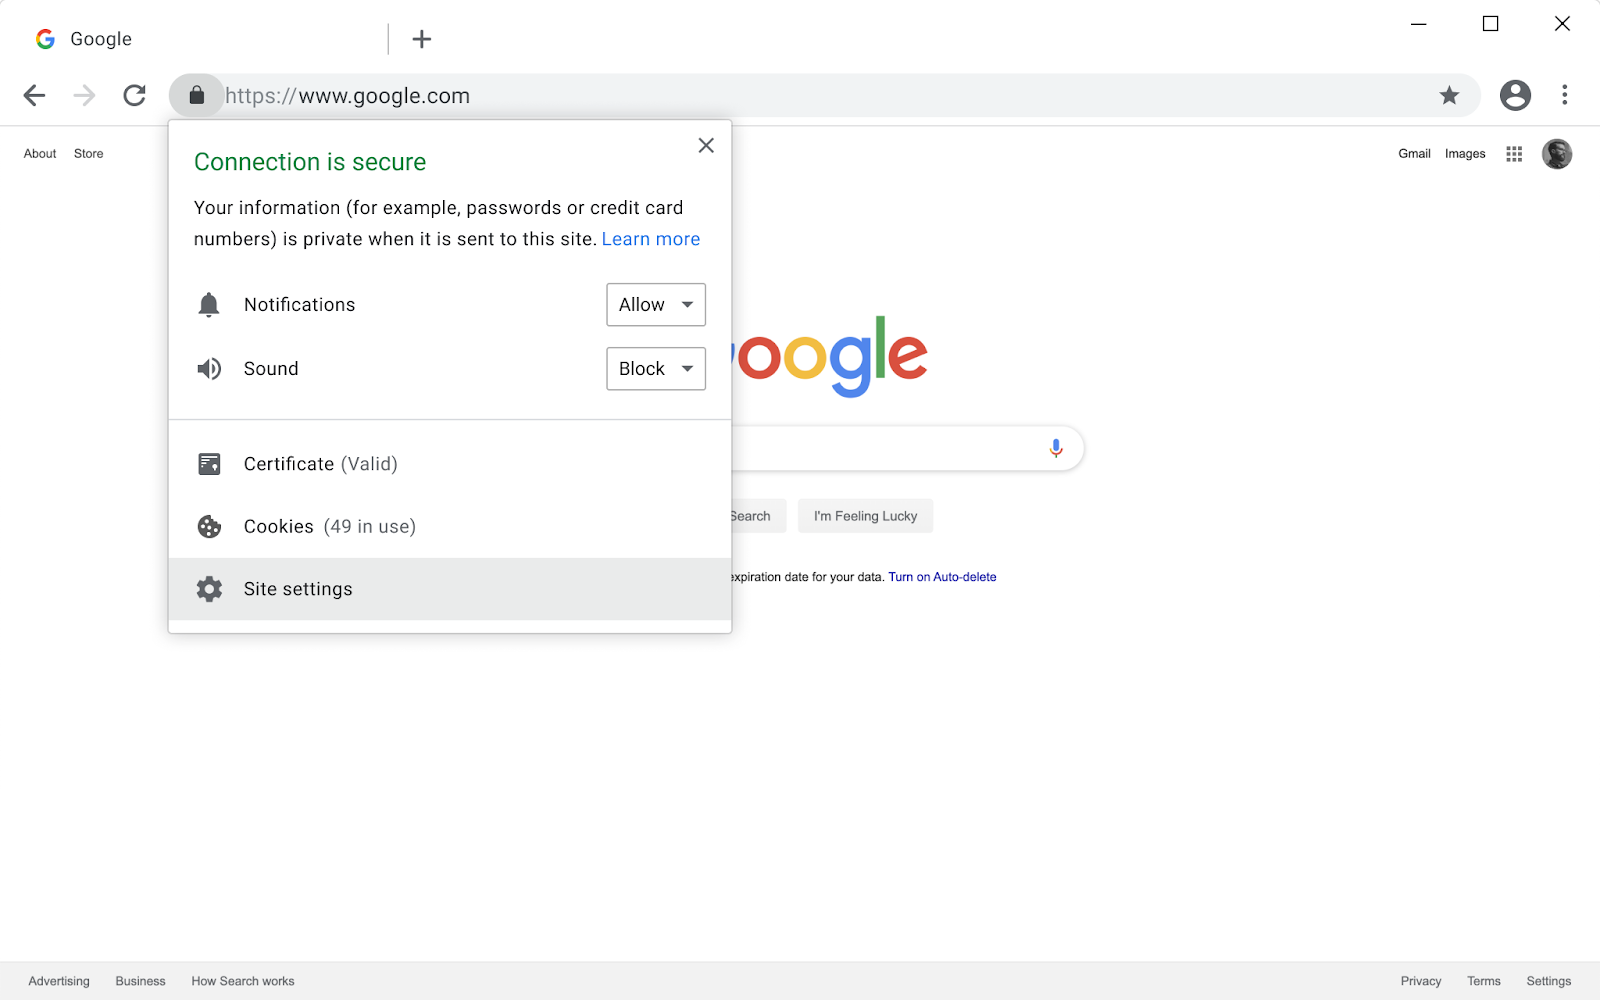 Google
https://www.google.com
About Store
Gmail Images
Connection is secure
Your information (for example, passwords or credit card
numbers) is private when it is sent to this site. Learn more
Notifications Allow
Sound Block
oogle
Certificate (Valid)
Cookies (49 in use)
Search I'm Feeling Lucky
expiration date for your data. Turn on Auto-delete
Site settings
Advertising Business How Search works
Privacy Terms Settings